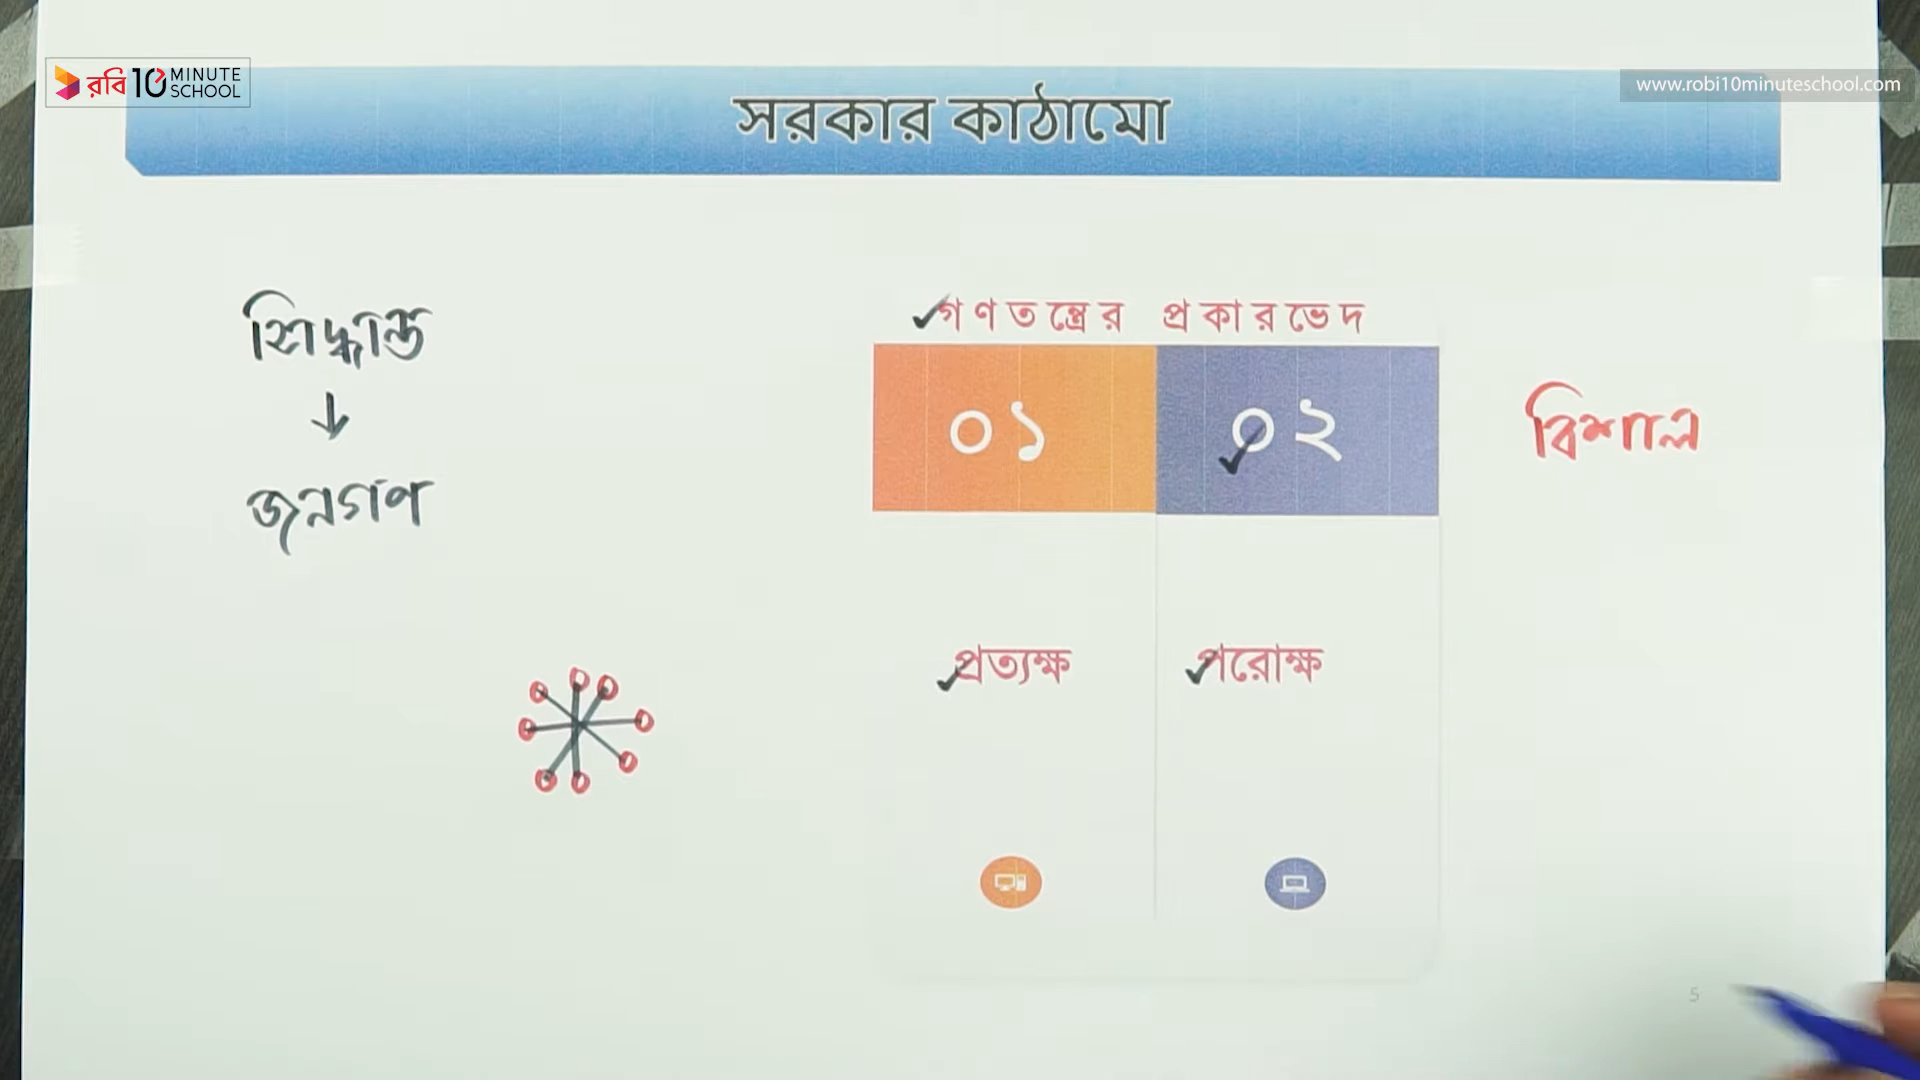 রবি 10 MINUTE SCHOOL
www.robi10minuteschool.com
সরকার কাঠামো
সিদ্ধান্ত
↓
জনগণ
গণতন্ত্রের প্রকারভেদ
০১ ০২
বিশাল
প্রত্যক্ষ পরোক্ষ
5